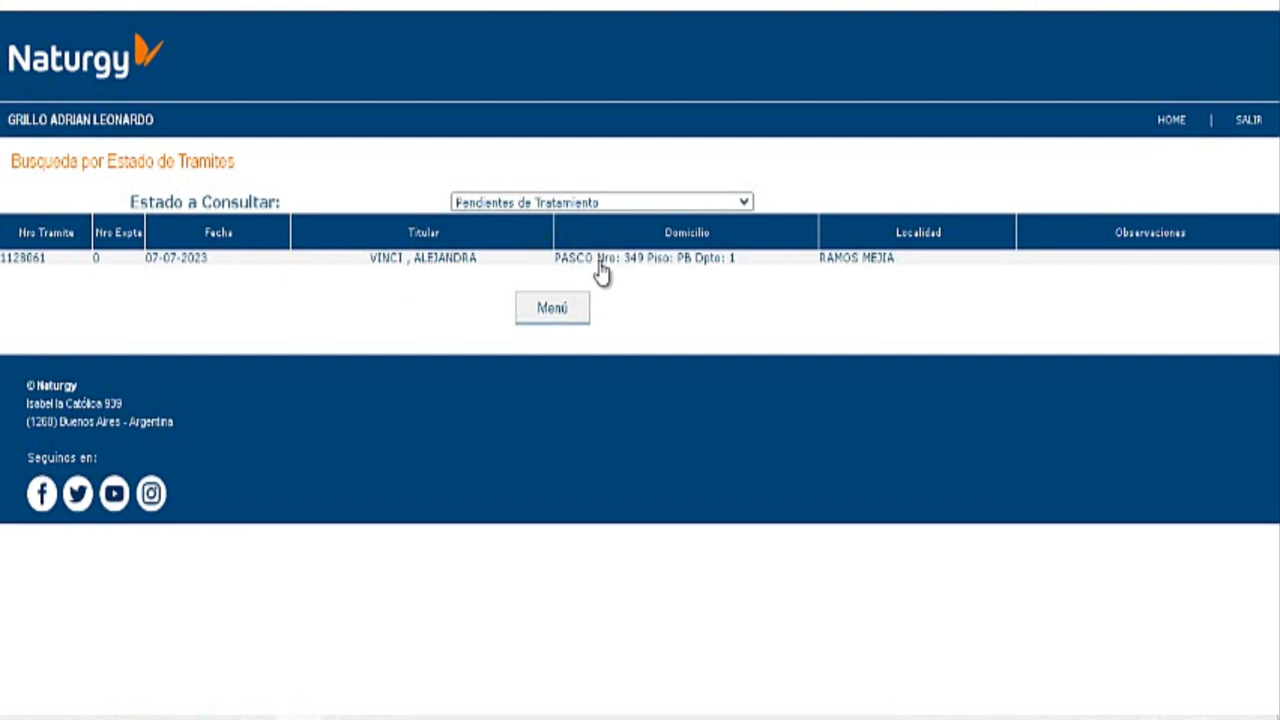 Naturgy
GRILLO ADRIAN LEONARDO HOME | SALIR
Busqueda por Estado de Tramites
Estado a Consultar: Pendientes de Tratamiento
Nro Tramite Nro Expte Fecha Titular Domicilio Localidad Observaciones
1128061 0 07-07-2023 VINCI , ALEJANDRA PASCO Nro: 349 Piso: PB Dpto: 1 RAMOS MEJIA
Menú
© Naturgy
Isabel la Católica 939
(1268) Buenos Aires - Argentina
Seguinos en: